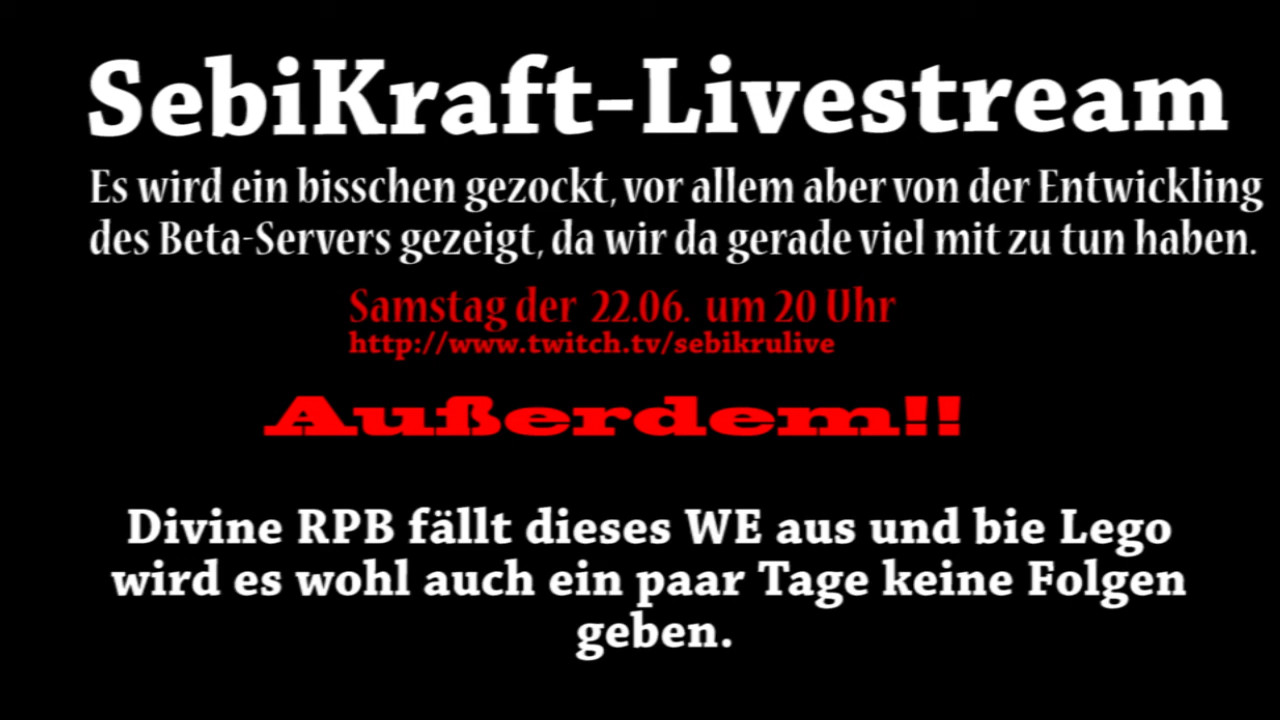 SebiKraft-Livestream
Es wird ein bisschen gezockt, vor allem aber von der Entwickling
des Beta-Servers gezeigt, da wir da gerade viel mit zu tun haben.
Samstag der 22.06. um 20 Uhr
http://www.twitch.tv/sebikrulive
Außerdem!!
Divine RPB fällt dieses WE aus und bie Lego
wird es wohl auch ein paar Tage keine Folgen
geben.